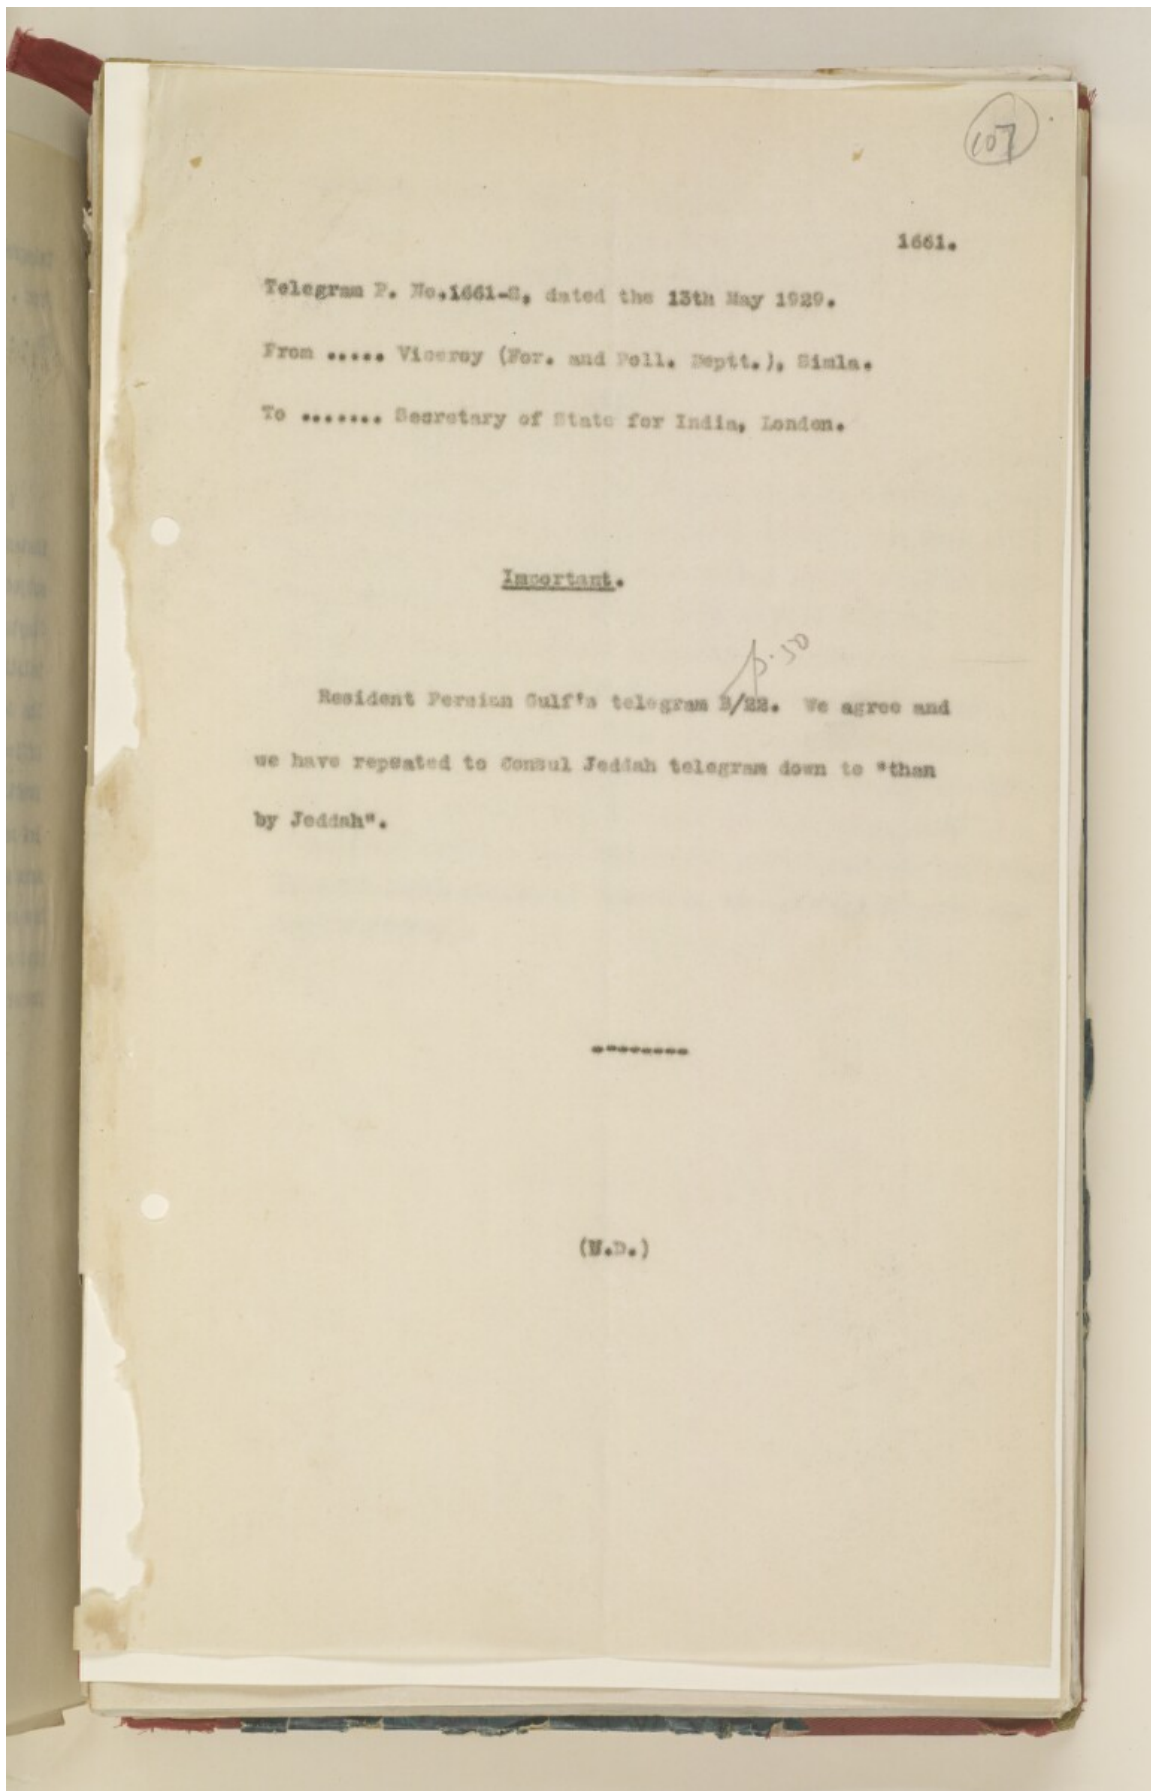 107
1661.
Telegram P. No.1661-S, dated the 13th May 1929.
From ..... Viceroy (For. and Poll. Deptt.), Simla.
To ....... Secretary of State for India, London.
Important.
p.50
Resident Persian Gulf's telegram B/22. We agree and
we have repeated to Consul Jeddah telegram down to "than
by Jeddah".
--------